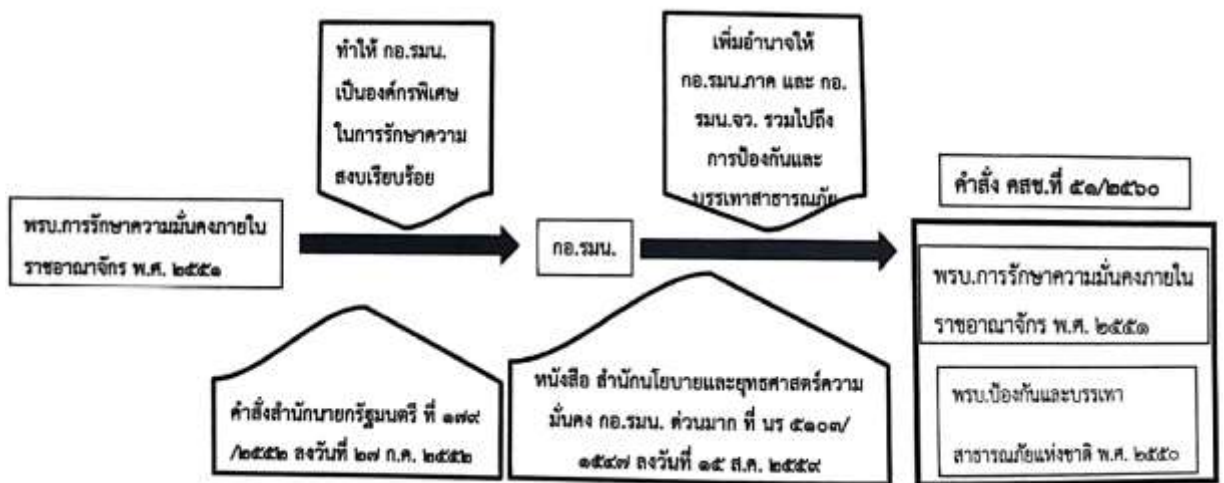 ทำให้ กอ.รมน.
เป็นองค์กรพิเศษ
ในการรักษาความ
สงบเรียบร้อย
เพิ่มอำนาจให้
กอ.รมน.ภาค และ กอ.
รมน.จว. รวมไปถึง
การป้องกันและ
บรรเทาสาธารณภัย
คำสั่ง คสช.ที่ ๕๑/๒๕๖๐
พรบ.การรักษาความมั่นคงภายใน
ราชอาณาจักร พ.ศ. ๒๕๕๑
กอ.รมน.
พรบ.การรักษาความมั่นคงภายใน
ราชอาณาจักร พ.ศ. ๒๕๕๑
คำสั่งสำนักนายกรัฐมนตรี ที่ ๑๗๙
/๒๕๕๒ ลงวันที่ ๒๗ ก.ค. ๒๕๕๒
หนังสือ สำนักนโยบายและยุทธศาสตร์ความ
มั่นคง กอ.รมน. ด่วนมาก ที่ นร ๕๑๐๓/
๑๕๔๗ ลงวันที่ ๑๕ ส.ค. ๒๕๕๙
พรบ.ป้องกันและบรรเทา
สาธารณภัยแห่งชาติ พ.ศ. ๒๕๕๐